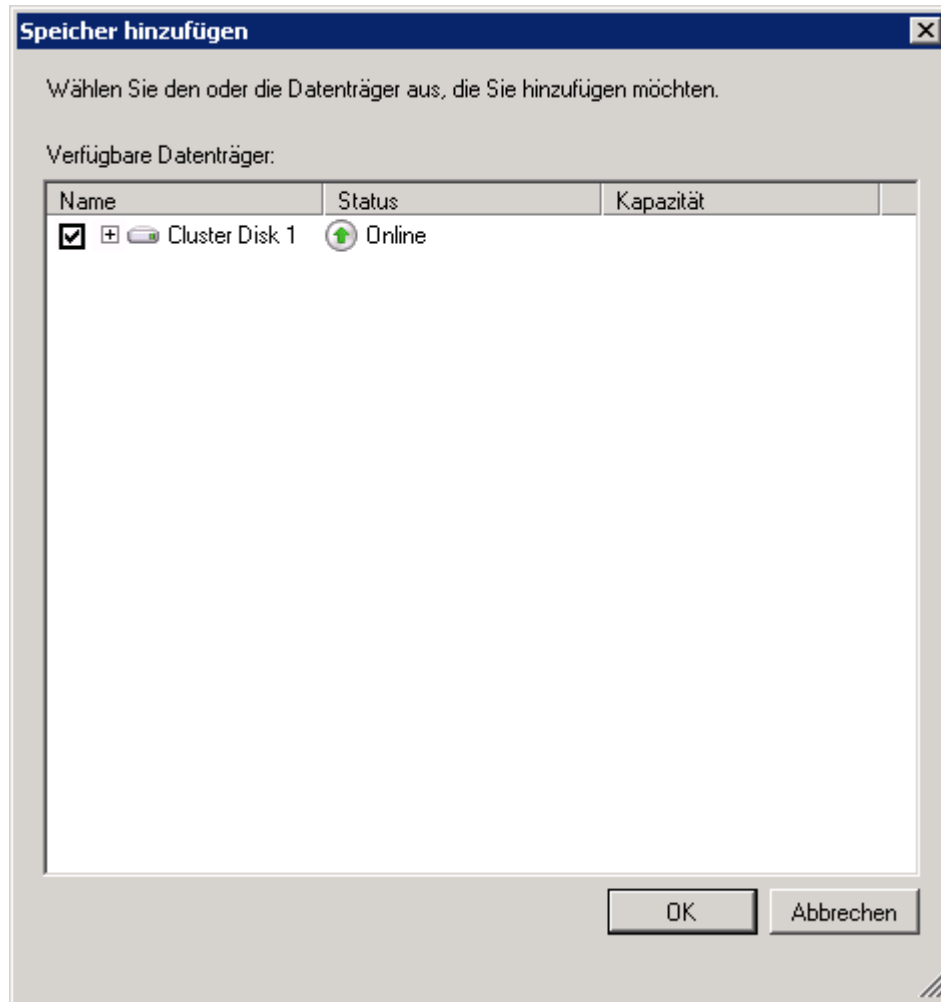 Speicher hinzufügen
Wählen Sie den oder die Datenträger aus, die Sie hinzufügen möchten.
Verfügbare Datenträger:
Name Status Kapazität
Cluster Disk 1 Online
OK Abbrechen